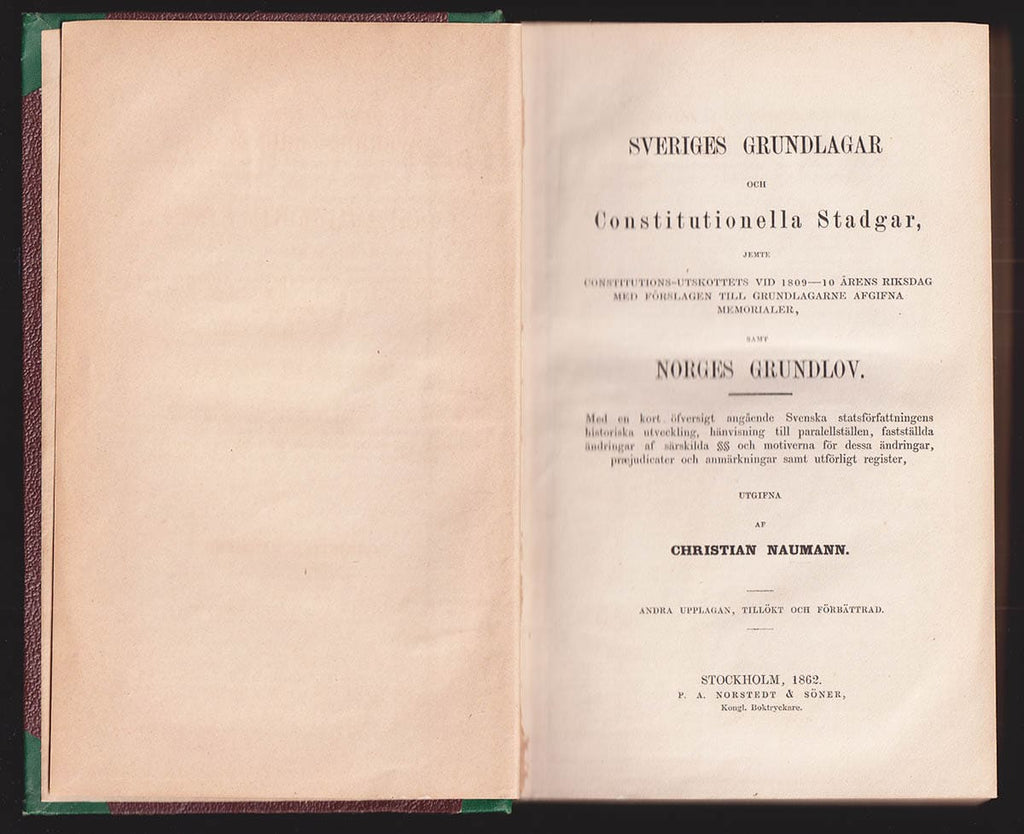 SVERIGES GRUNDLAGAR
OCH
Constitutionella Stadgar,
JEMTE
CONSTITUTIONS-UTSKOTTETS VID 1809—10 ÅRENS RIKSDAG
MED FÖRSLAGEN TILL GRUNDLAGARNE AFGIFNA
MEMORIALER,
SAMT
NORGES GRUNDLOV.
Med en kort öfversigt angående Svenska statsförfattningens
historiska utveckling, hänvisning till paralellställen, fastställda
ändringar af särskilda §§ och motiverna för dessa ändringar,
præjudicater och anmärkningar samt utförligt register,
UTGIFNA
AF
CHRISTIAN NAUMANN.
ANDRA UPPLAGAN, TILLÖKT OCH FÖRBÄTTRAD.
STOCKHOLM, 1862.
P. A. NORSTEDT & SÖNER,
Kongl. Boktryckare.